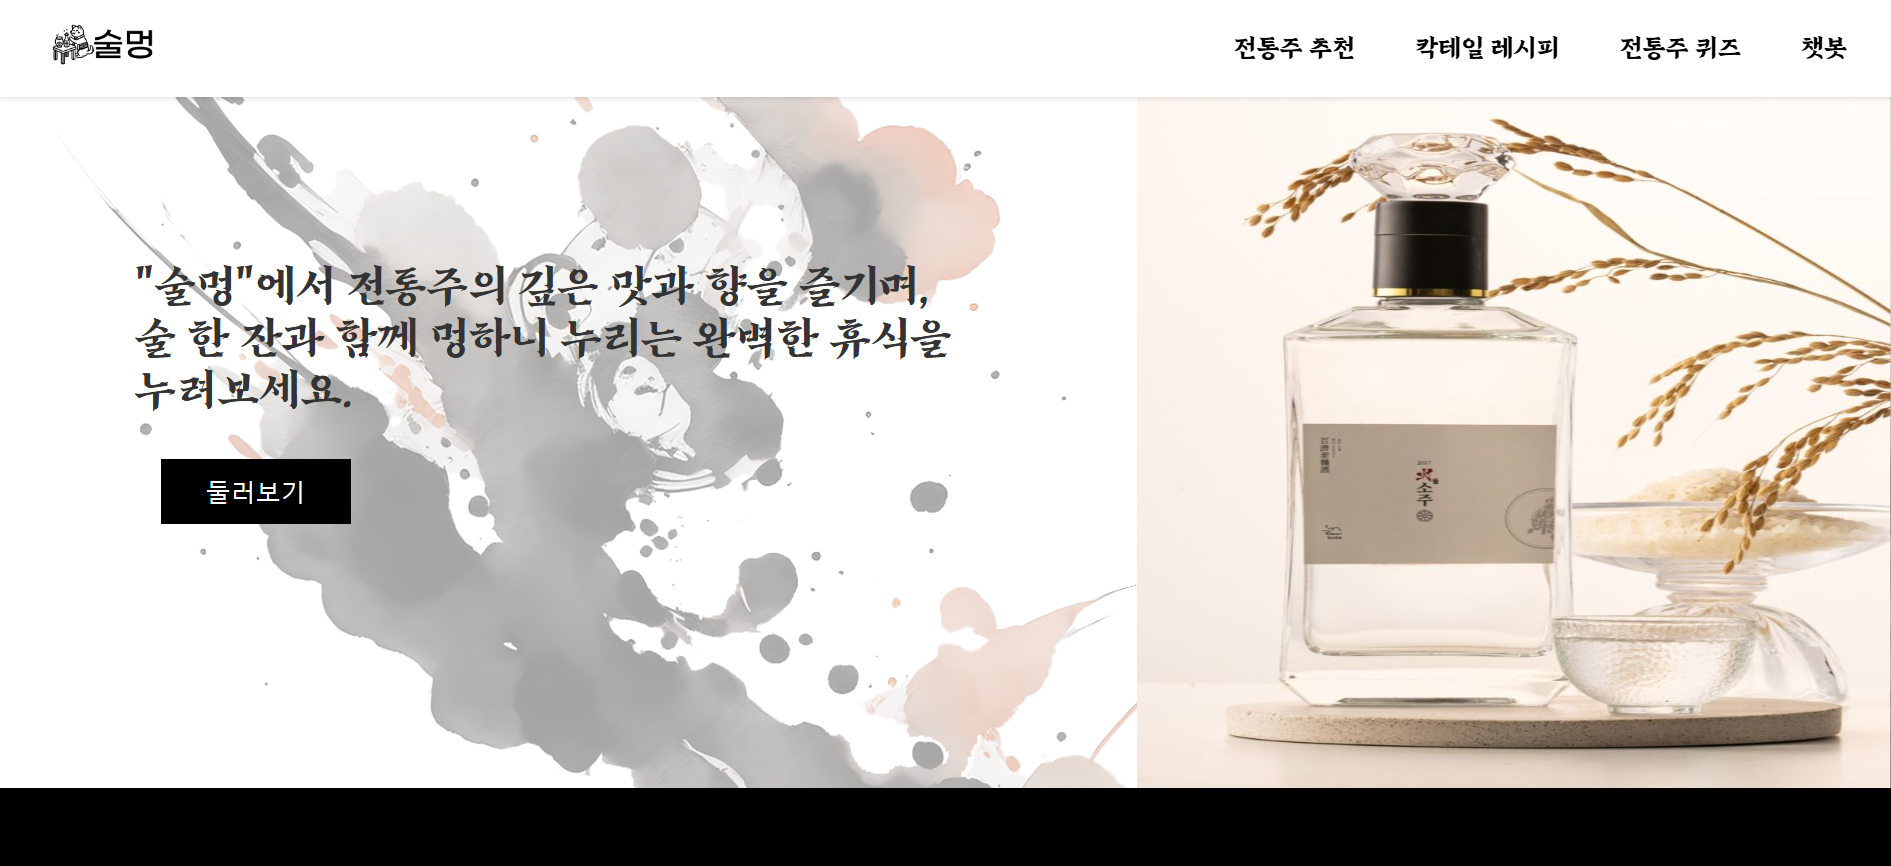 술멍
전통주 추천
칵테일 레시피
전통주 퀴즈
챗봇
"술멍"에서 전통주의 깊은 맛과 향을 즐기며,
술 한 잔과 함께 멍하니 누리는 완벽한 휴식을
누려보세요.
둘러보기
2017
火
소주